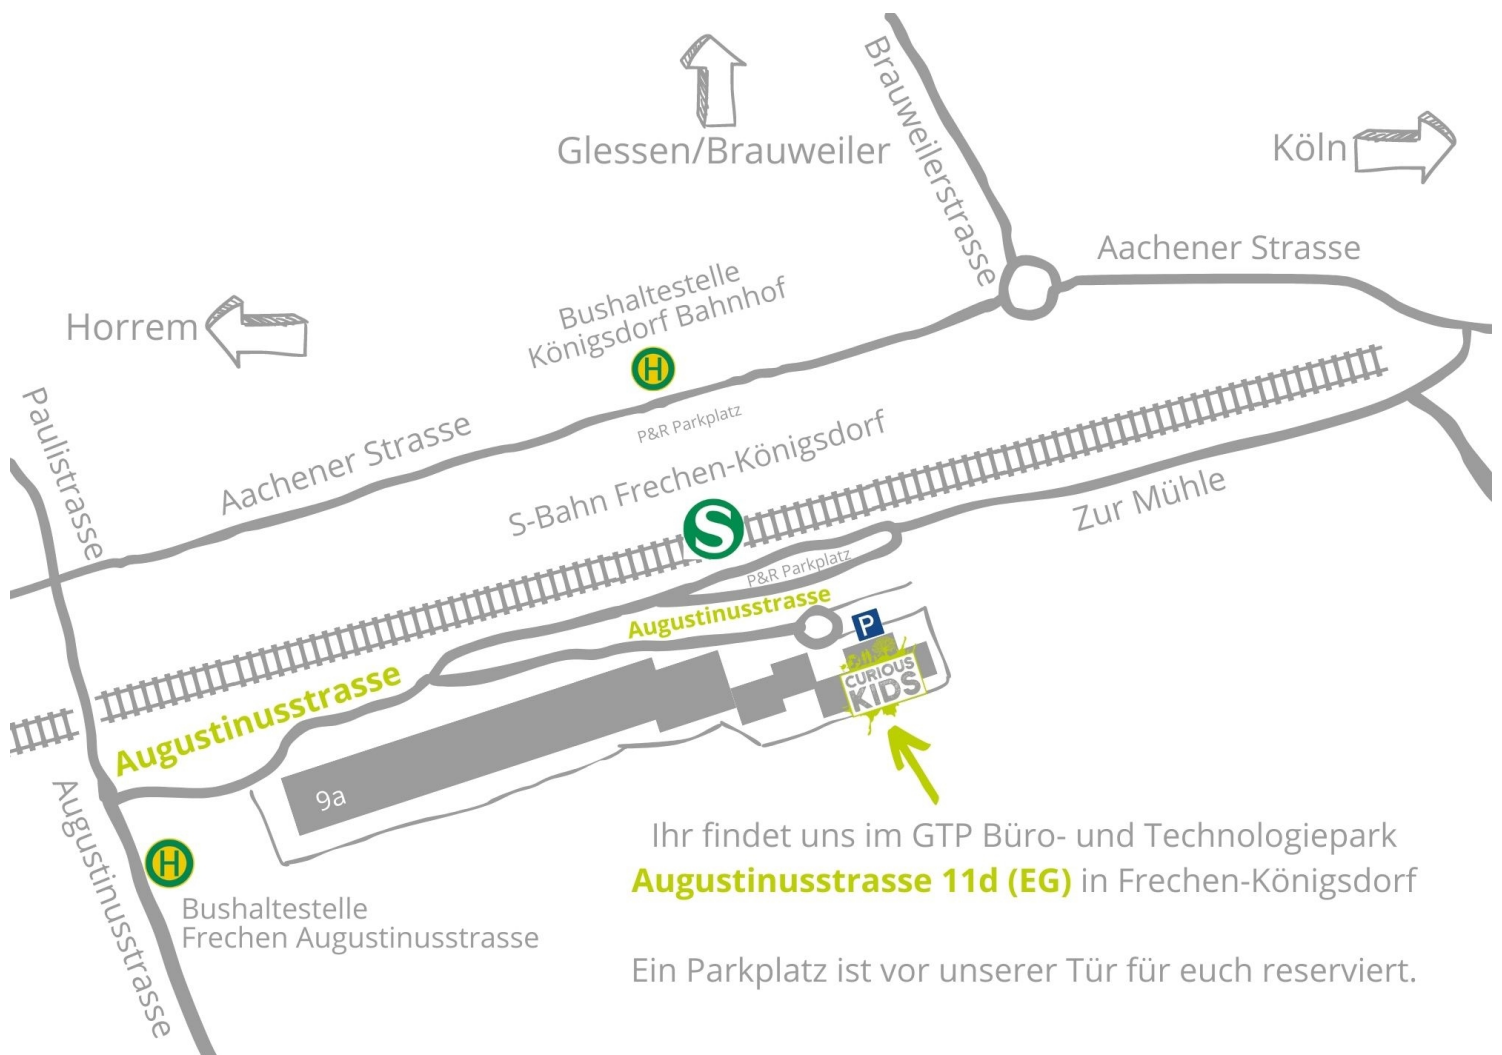 Glessen/Brauweiler
Brauweilerstrasse
Köln
Aachener Strasse
Horrem
Bushaltestelle
Königsdorf Bahnhof
H
P&R Parkplatz
Paulistrasse
Aachener Strasse
S-Bahn Frechen-Königsdorf
S
Zur Mühle
P&R Parkplatz
Augustinusstrasse
P
CURIOUS
KIDS
Augustinusstrasse
9a
Augustinusstrasse
H
Bushaltestelle
Frechen Augustinusstrasse
Ihr findet uns im GTP Büro- und Technologiepark
Augustinusstrasse 11d (EG) in Frechen-Königsdorf
Ein Parkplatz ist vor unserer Tür für euch reserviert.